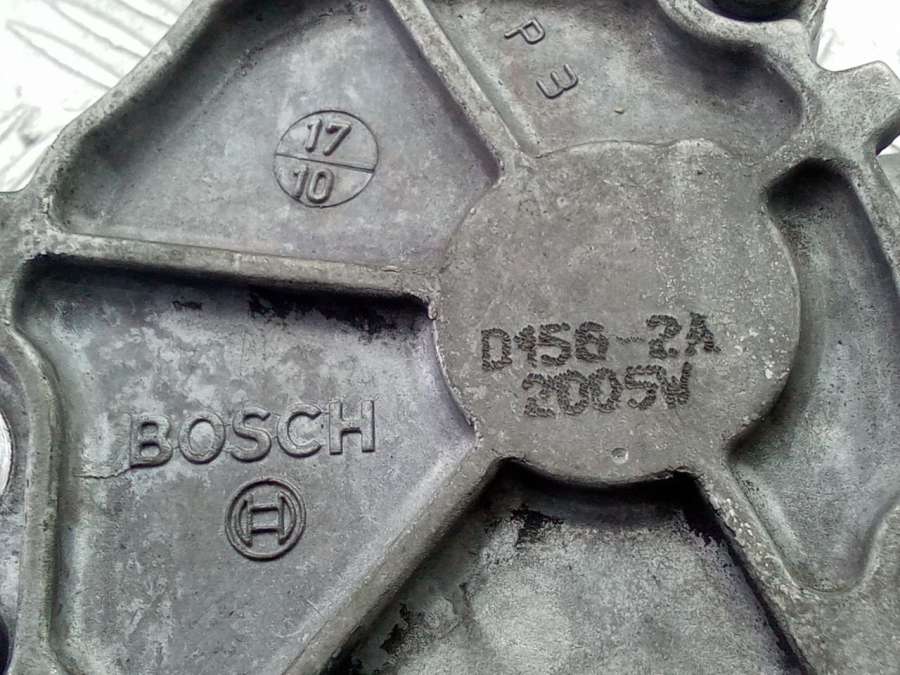 P3
17
10
D156-2A
2005V
BOSCH